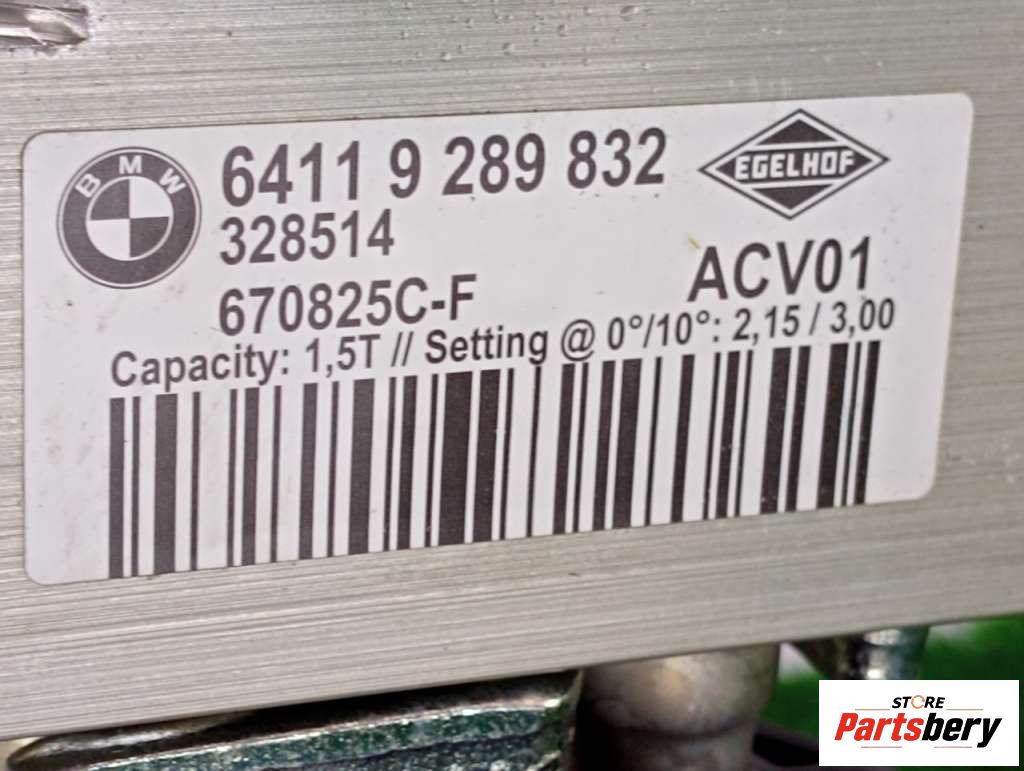 BMW
6411 9 289 832
EGELHOF
328514
670825C-F
ACV01
Capacity: 1,5T // Setting @ 0°/10°: 2,15 / 3,00
STORE
Partsbery